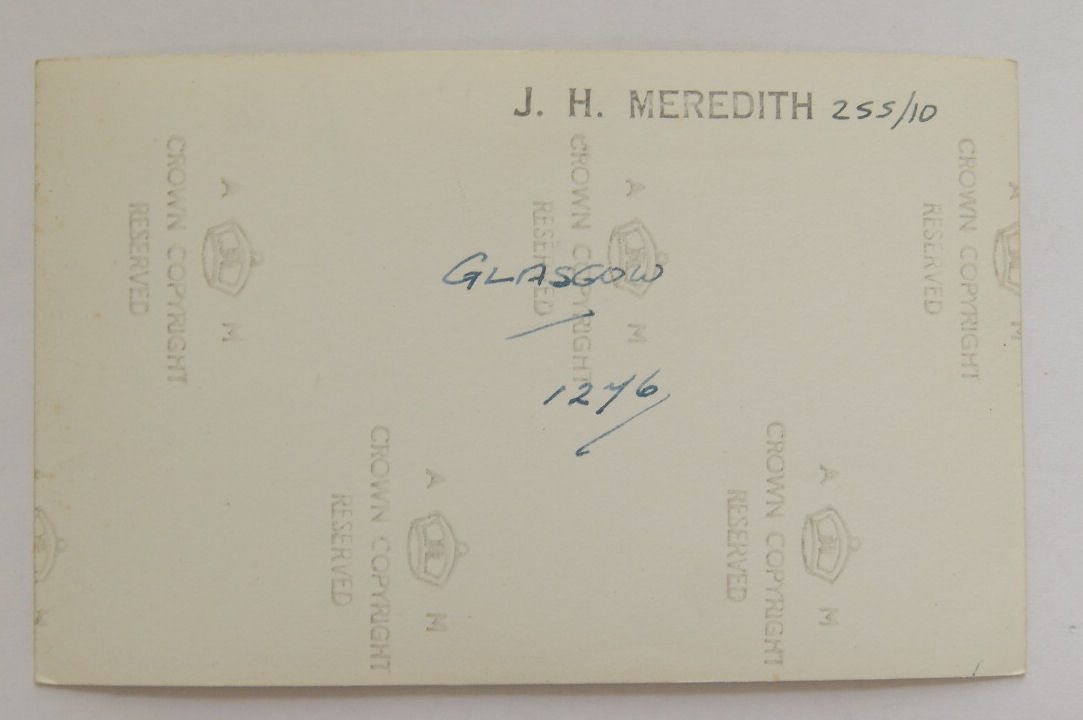 J. H. MEREDITH 255/10
GLASGOW
1276
A M
CROWN COPYRIGHT
RESERVED
A M
CROWN COPYRIGHT
RESERVED
A M
CROWN COPYRIGHT
RESERVED
A M
CROWN COPYRIGHT
RESERVED
A M
CROWN COPYRIGHT
RESERVED
M